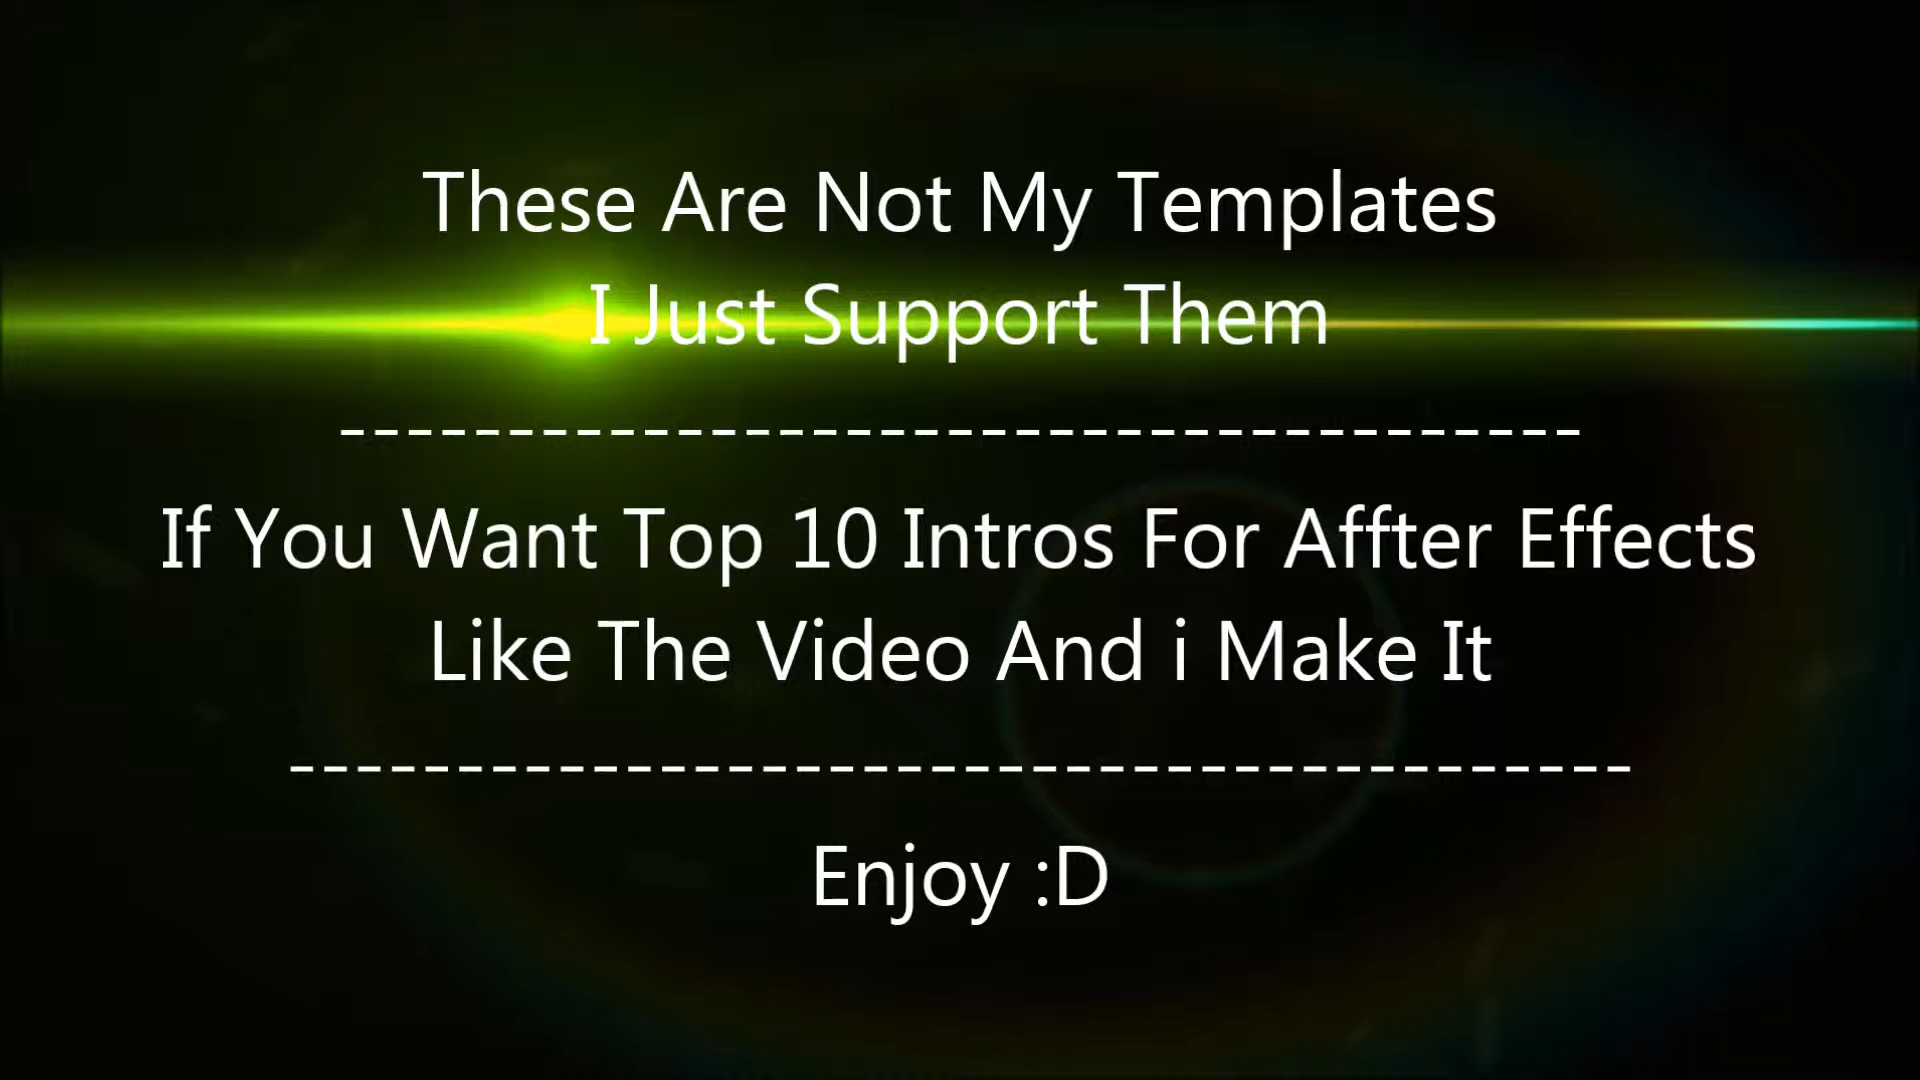 These Are Not My Templates
I Just Support Them
-------------------------------------
If You Want Top 10 Intros For Affter Effects
Like The Video And i Make It
----------------------------------------
Enjoy :D